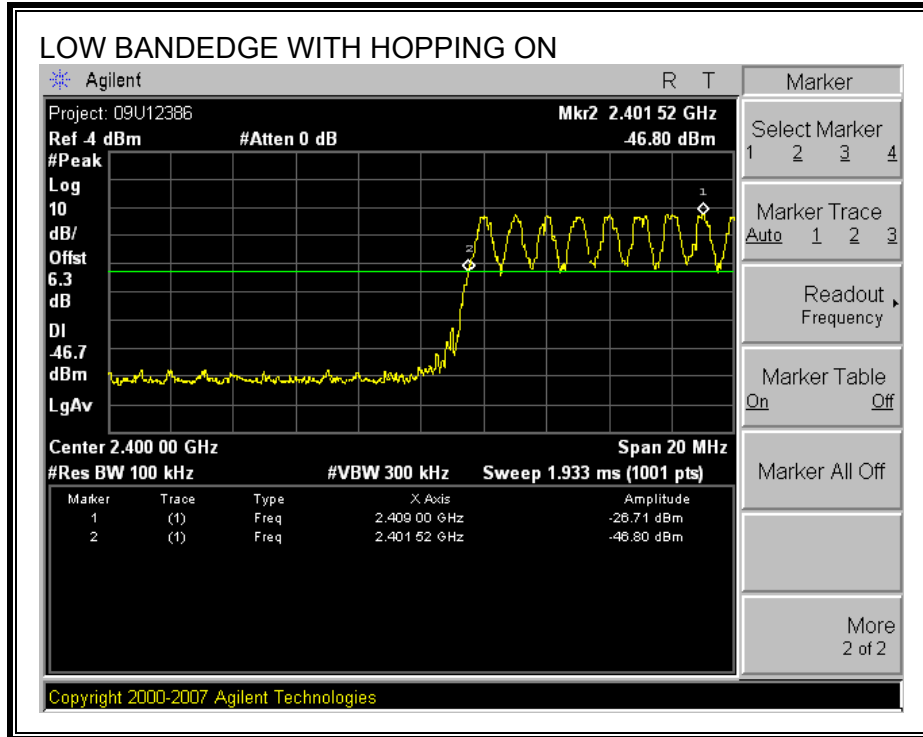 LOW BANDEDGE WITH HOPPING ON
Agilent R T
Project: 09U12386 Mkr2 2.401 52 GHz
Ref -4 dBm #Atten 0 dB -46.80 dBm
#Peak
Log
10
dB/
Offst
6.3
dB
DI
-46.7
dBm
LgAv
1
2
Center 2.400 00 GHz Span 20 MHz
#Res BW 100 kHz #VBW 300 kHz Sweep 1.933 ms (1001 pts)
Marker Trace Type X Axis Amplitude
1 (1) Freq 2.409 00 GHz -26.71 dBm
2 (1) Freq 2.401 52 GHz -46.80 dBm
Copyright 2000-2007 Agilent Technologies
Marker
Select Marker
1 2 3 4
Marker Trace
Auto 1 2 3
Readout
Frequency
Marker Table
On Off
Marker All Off
More
2 of 2